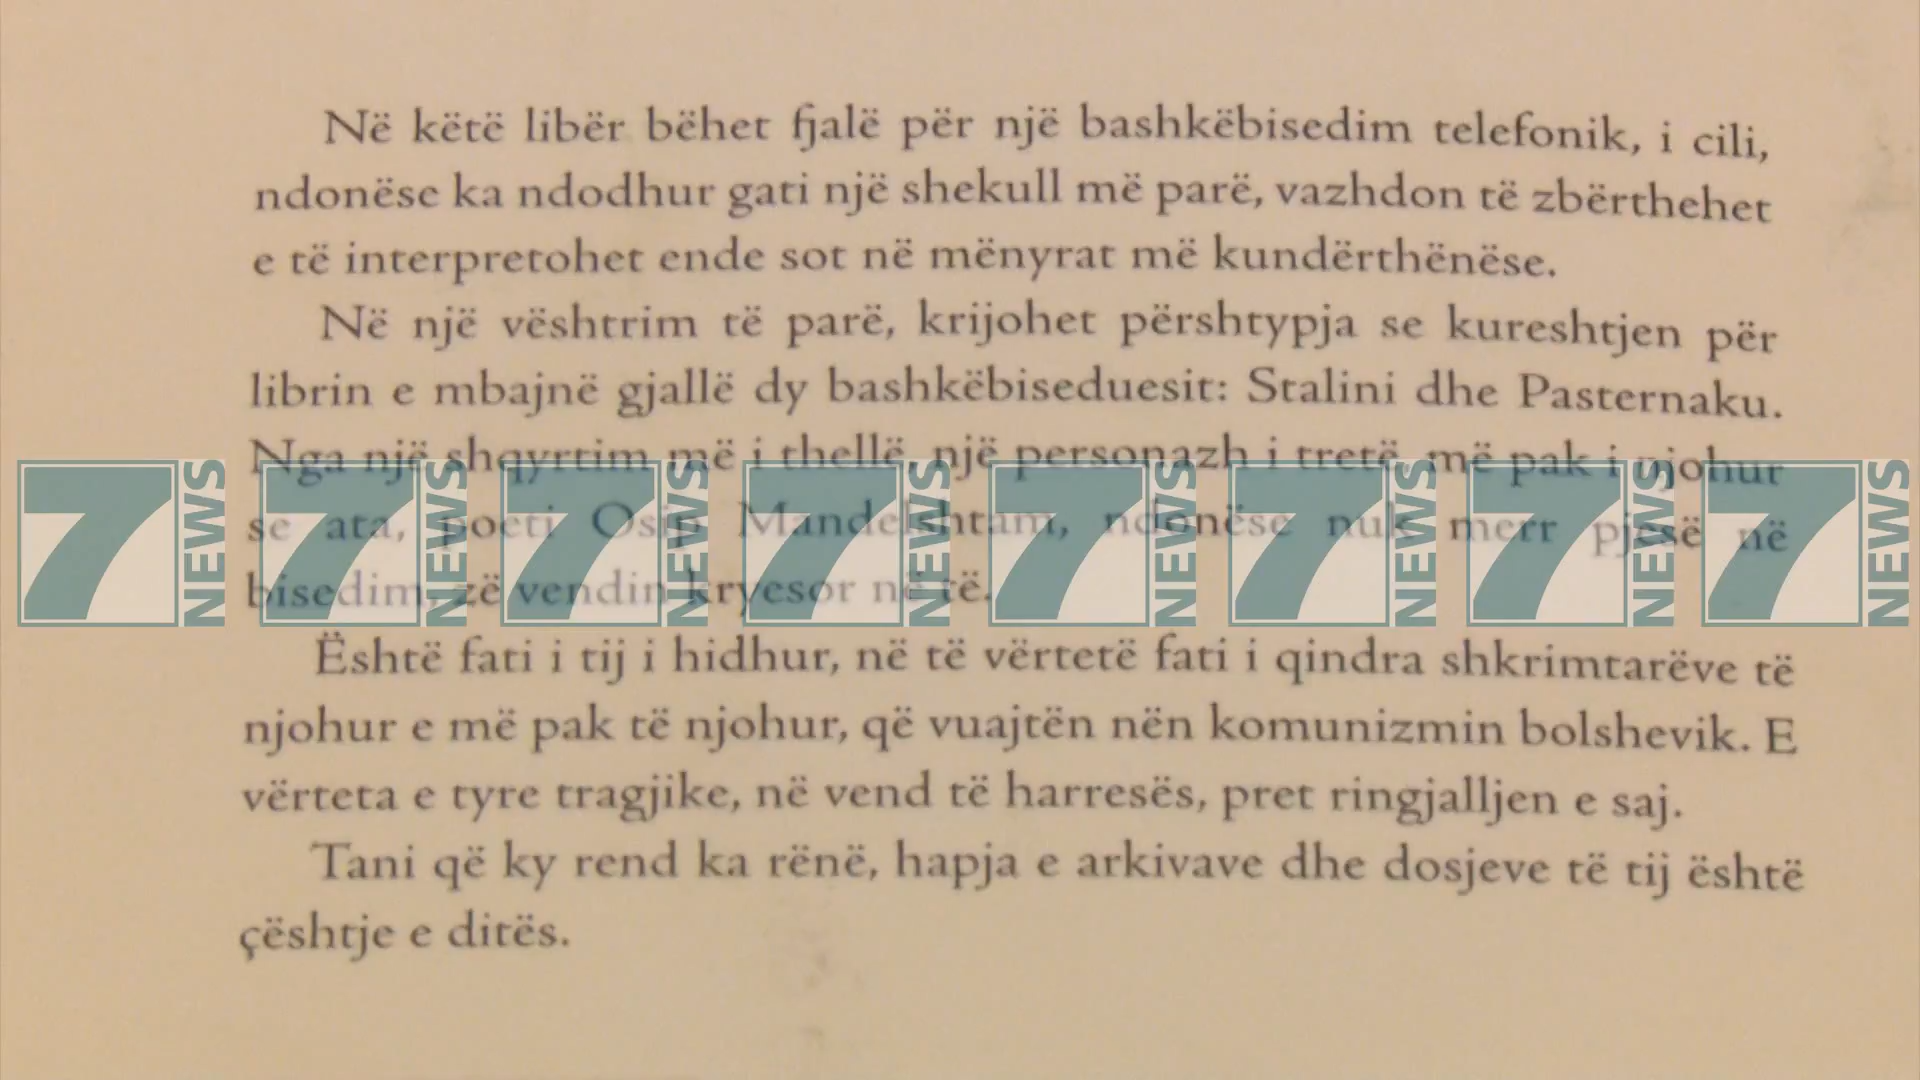 Në këtë libër bëhet fjalë për një bashkëbisedim telefonik, i cili,
ndonëse ka ndodhur gati një shekull më parë, vazhdon të zbërthehet
e të interpretohet ende sot në mënyrat më kundërthënëse.
Në një vështrim të parë, krijohet përshtypja se kureshtjen për
librin e mbajnë gjallë dy bashkëbiseduesit: Stalini dhe Pasternaku.
Nga një shqyrtim më i thellë, një personazh i tretë, më pak i njohur
se ata, poeti Osip Mandelshtam, ndonëse nuk merr pjesë në
bisedim, zë vendin kryesor në të.
7 NEWS 7 NEWS 7 NEWS 7 NEWS 7 NEWS 7 NEWS 7 NEWS 7 NEWS
Është fati i tij i hidhur, në të vërtetë fati i qindra shkrimtarëve të
njohur e më pak të njohur, që vuajtën nën komunizmin bolshevik. E
vërteta e tyre tragjike, në vend të harresës, pret ringjalljen e saj.
Tani që ky rend ka rënë, hapja e arkivave dhe dosjeve të tij është
çështje e ditës.